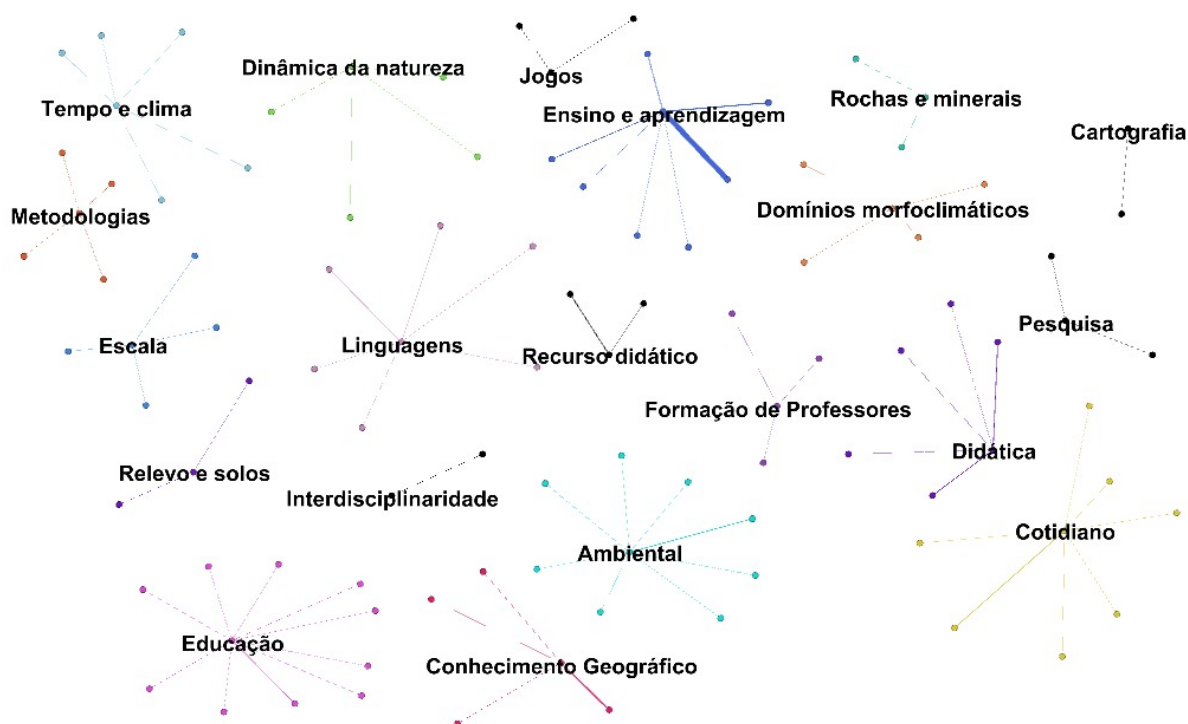 Dinâmica da natureza
Jogos
Tempo e clima
Ensino e aprendizagem
Rochas e minerais
Cartografia
Metodologias
Domínios morfoclimáticos
Escala
Linguagens
Recurso didático
Pesquisa
Formação de Professores
Relevo e solos
Interdisciplinaridade
Didática
Ambiental
Cotidiano
Educação
Conhecimento Geográfico